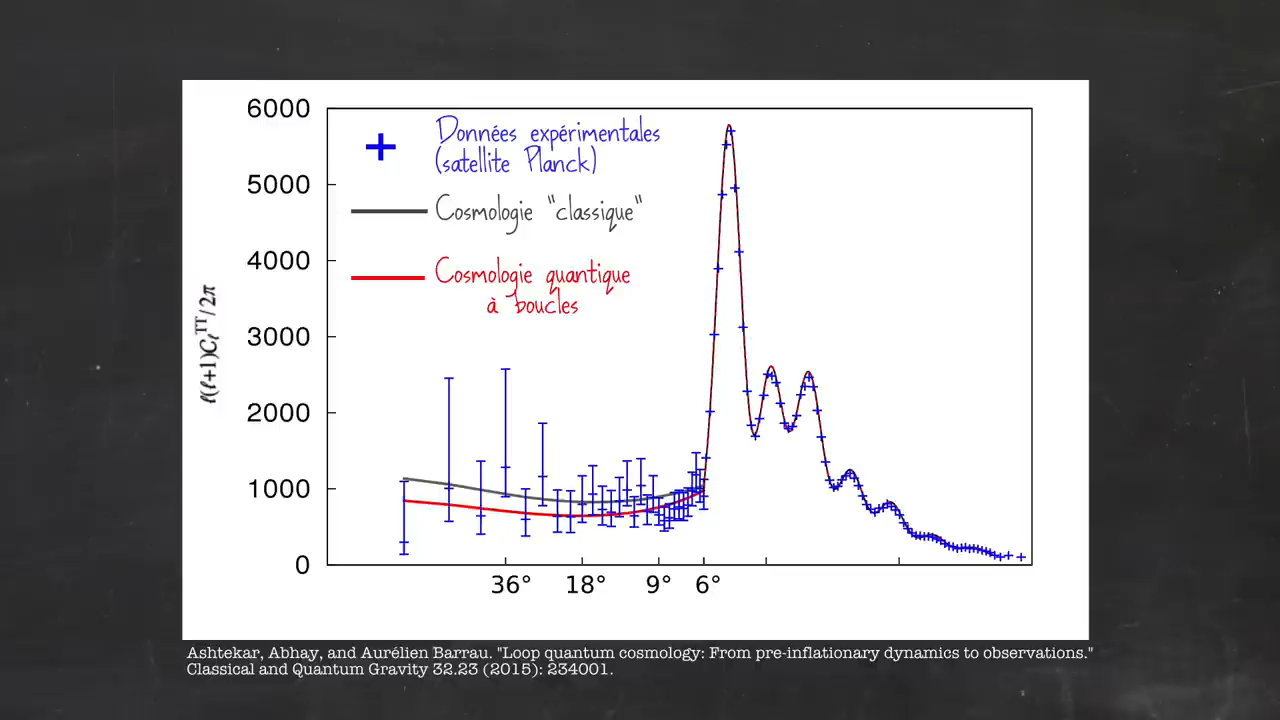 6000
5000
4000
3000
2000
1000
0
ℓ(ℓ+1)Cℓ^TT/2π
Données expérimentales
(satellite Planck)
Cosmologie "classique"
Cosmologie quantique
à boucles
36° 18° 9° 6°
Ashtekar, Abhay, and Aurélien Barrau. "Loop quantum cosmology: From pre-inflationary dynamics to observations."
Classical and Quantum Gravity 32.23 (2015): 234001.